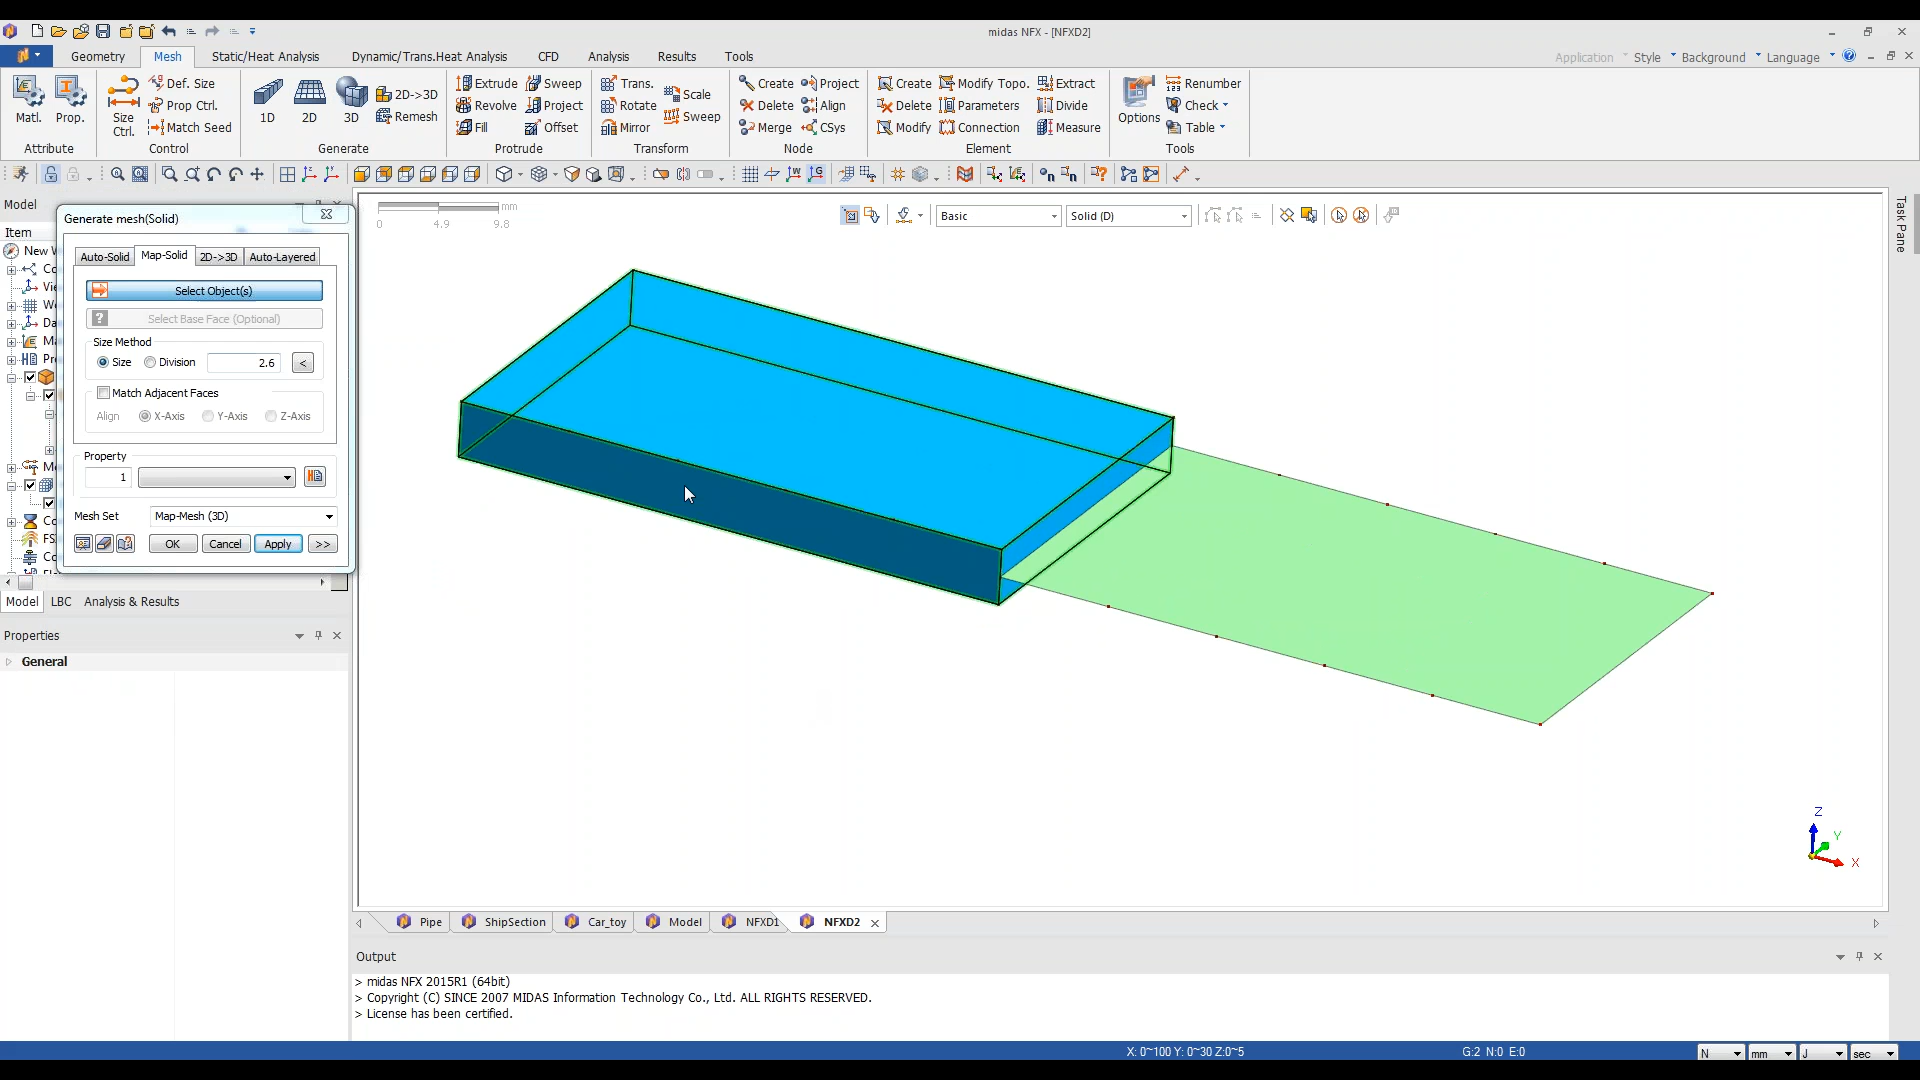 midas NFX - [NFXD2]
Geometry Mesh Static/Heat Analysis Dynamic/Trans.Heat Analysis CFD Analysis Results Tools
Application Style Background Language
Matl. Prop.
Attribute
Size Ctrl.
Def. Size
Prop Ctrl.
Match Seed
Control
1D 2D 3D
2D->3D
Remesh
Generate
Extrude Sweep
Revolve Project
Fill Offset
Protrude
Trans.
Rotate
Mirror
Scale
Sweep
Transform
Create Project
Delete Align
Merge CSys
Node
Create Modify Topo. Extract
Delete Parameters Divide
Modify Connection Measure
Element
Options
Renumber
Check
Table
Tools
Model
Item
New
Generate mesh(Solid)
Auto-Solid Map-Solid 2D->3D Auto-Layered
Select Object(s)
? Select Base Face (Optional)
Size Method
Size Division 2.6 <
Match Adjacent Faces
Align X-Axis Y-Axis Z-Axis
Property
1
Mesh Set Map-Mesh (3D)
OK Cancel Apply >>
Model LBC Analysis & Results
Properties
General
mm
0 4.9 9.8
Basic Solid (D)
Task Pane
Z
Y
X
Pipe ShipSection Car_toy Model NFXD1 NFXD2
Output
> midas NFX 2015R1 (64bit)
> Copyright (C) SINCE 2007 MIDAS Information Technology Co., Ltd. ALL RIGHTS RESERVED.
> License has been certified.
X: 0~100 Y: 0~30 Z:0~5 G:2 N:0 E:0 N mm J sec